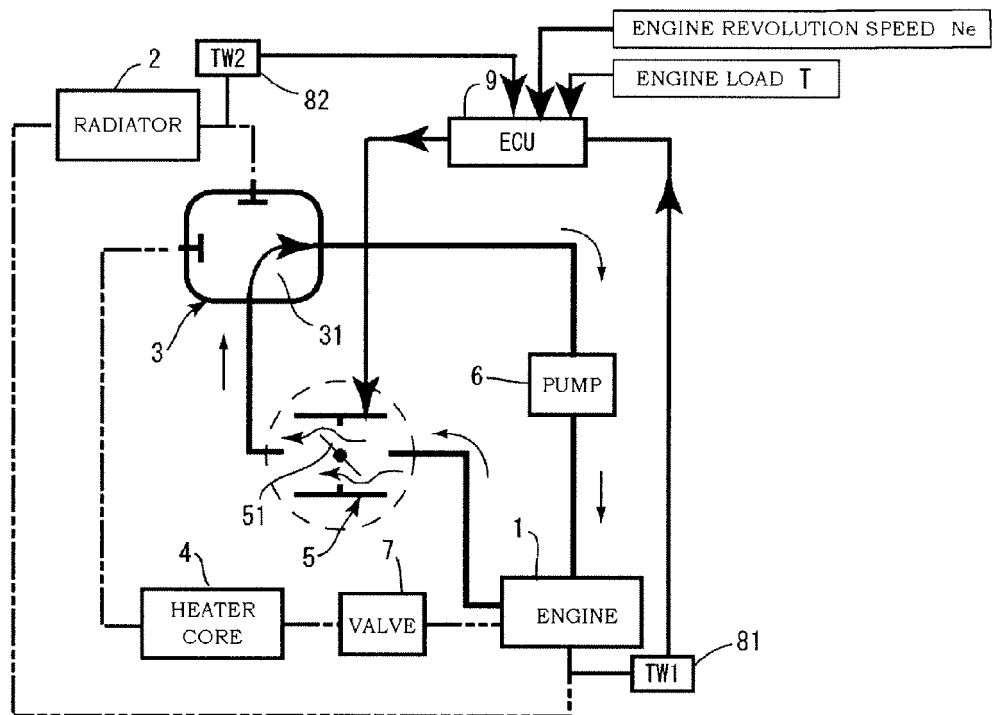 ENGINE REVOLUTION SPEED Ne
2
TW2
ENGINE LOAD T
82
9
RADIATOR
ECU
31
3
6
PUMP
51
5
1
4
7
HEATER
CORE
VALVE
ENGINE
81
TW1